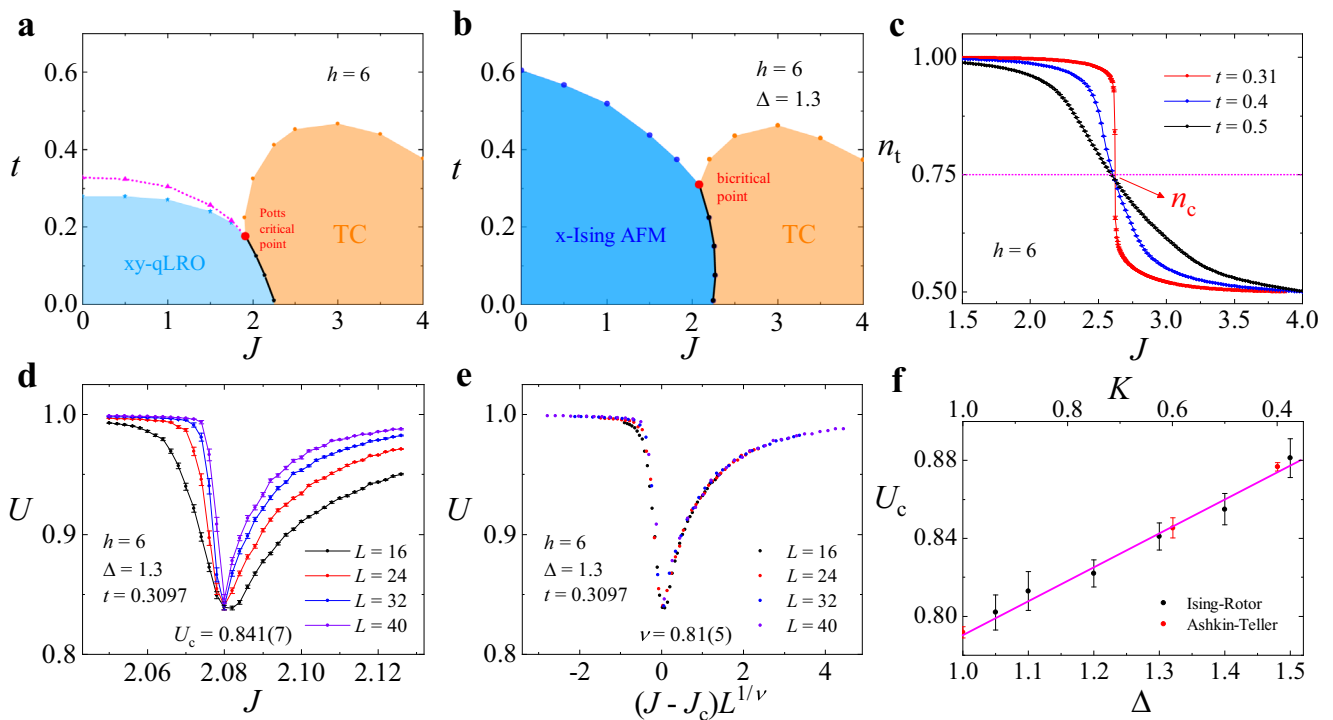 a
h = 6
0.6
0.4
0.2
0.0
t
xy-qLRO
Potts
critical
point
TC
0 1 2 3 4
J
b
h = 6
Δ = 1.3
0.6
0.4
0.2
0.0
t
x-Ising AFM
bicritical
point
TC
0 1 2 3 4
J
c
1.00
0.75
0.50
n_t
t = 0.31
t = 0.4
t = 0.5
n_c
h = 6
1.5 2.0 2.5 3.0 3.5 4.0
J
d
1.0
0.9
0.8
U
h = 6
Δ = 1.3
t = 0.3097
U_c = 0.841(7)
L = 16
L = 24
L = 32
L = 40
2.06 2.08 2.10 2.12
J
e
1.0
0.9
0.8
U
h = 6
Δ = 1.3
t = 0.3097
ν = 0.81(5)
L = 16
L = 24
L = 32
L = 40
-2 0 2 4
(J - J_c)L^{1/ν}
f
K
1.0 0.8 0.6 0.4
0.88
0.84
0.80
U_c
Ising-Rotor
Ashkin-Teller
1.0 1.1 1.2 1.3 1.4 1.5
Δ